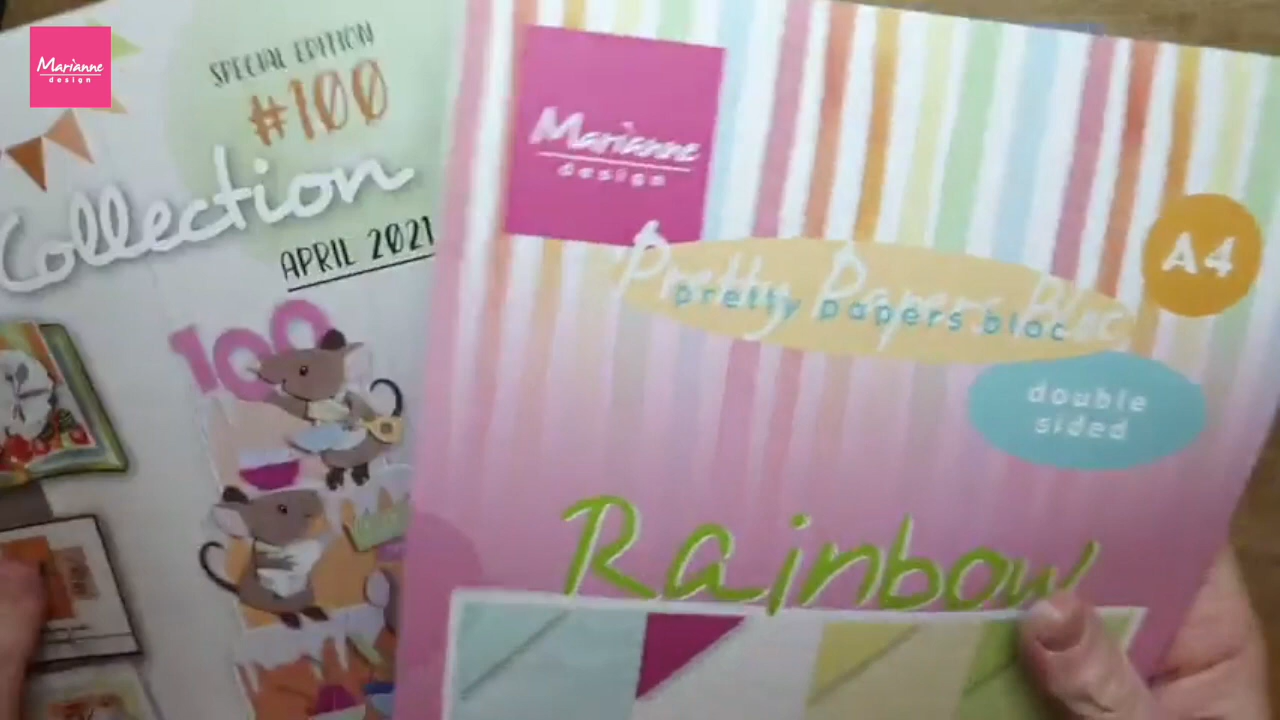 Marianne
design
SPECIAL EDITION
#100
Collection
APRIL 2021
100
Marianne
design
A4
Pretty Papers Bloc
pretty papers bloc
double
sided
Rainbow